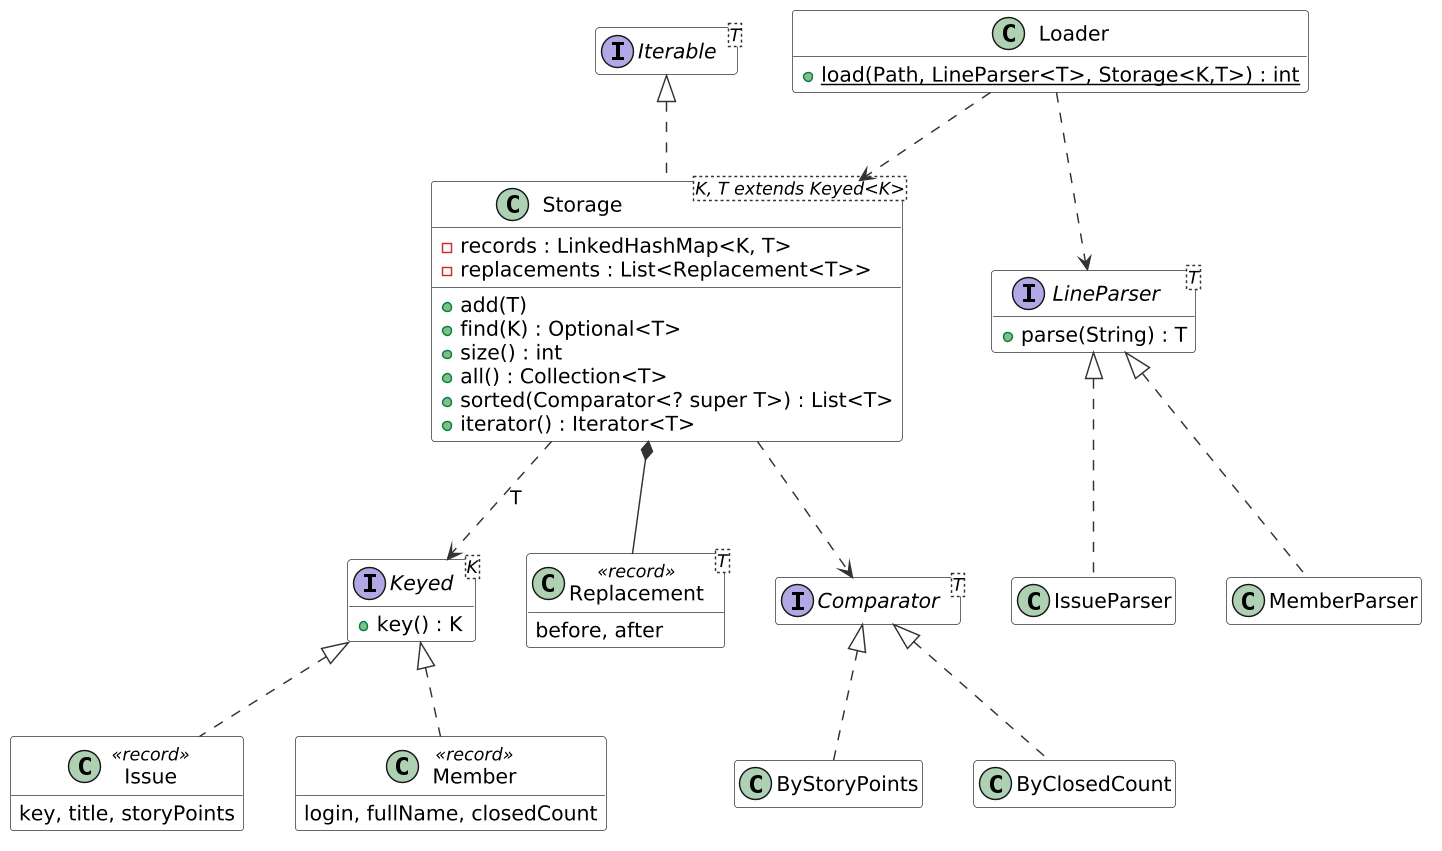 I Iterable
T
C Loader
load(Path, LineParser<T>, Storage<K,T>) : int
C Storage
K, T extends Keyed<K>
records : LinkedHashMap<K, T>
replacements : List<Replacement<T>>
add(T)
find(K) : Optional<T>
size() : int
all() : Collection<T>
sorted(Comparator<? super T>) : List<T>
iterator() : Iterator<T>
I LineParser
T
parse(String) : T
T
I Keyed
K
key() : K
C «record»
Replacement
T
before, after
I Comparator
T
C IssueParser
C MemberParser
C «record»
Issue
key, title, storyPoints
C «record»
Member
login, fullName, closedCount
C ByStoryPoints
C ByClosedCount